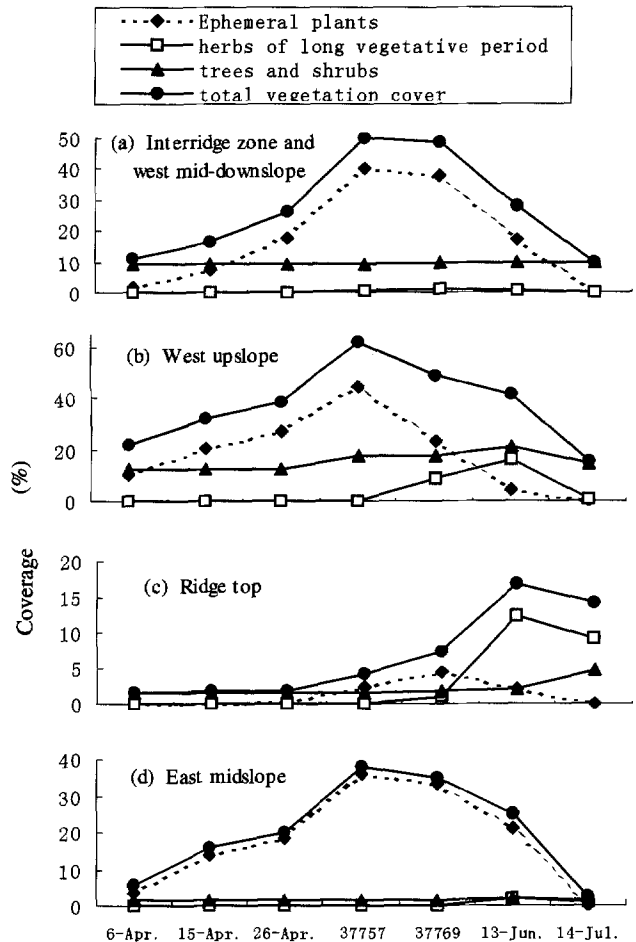 Ephemeral plants
herbs of long vegetative period
trees and shrubs
total vegetation cover
(a) Interridge zone and
west mid-downslope
50
40
30
20
10
0
(b) West upslope
60
40
20
0
(c) Ridge top
20
15
10
5
0
(d) East midslope
40
30
20
10
0
Coverage (%)
6-Apr. 15-Apr. 26-Apr. 37757 37769 13-Jun. 14-Jul.